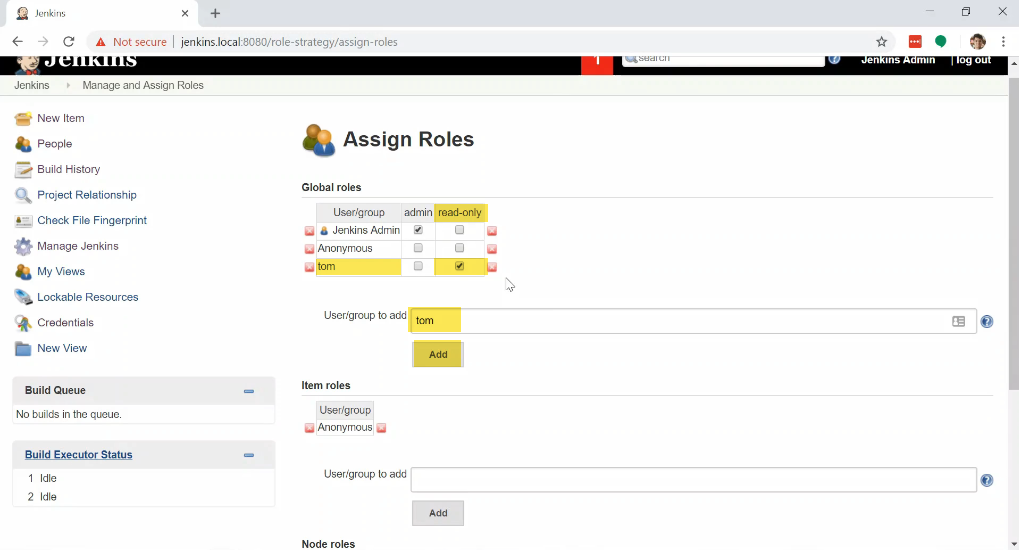 Jenkins
Not secure | jenkins.local:8080/role-strategy/assign-roles
Jenkins
1
search
Jenkins Admin | log out
Jenkins Manage and Assign Roles
New Item
People
Build History
Project Relationship
Check File Fingerprint
Manage Jenkins
My Views
Lockable Resources
Credentials
New View
Build Queue
No builds in the queue.
Build Executor Status
1 Idle
2 Idle
Assign Roles
Global roles
User/group admin read-only
Jenkins Admin
Anonymous
tom
User/group to add tom
Add
Item roles
User/group
Anonymous
User/group to add
Add
Node roles